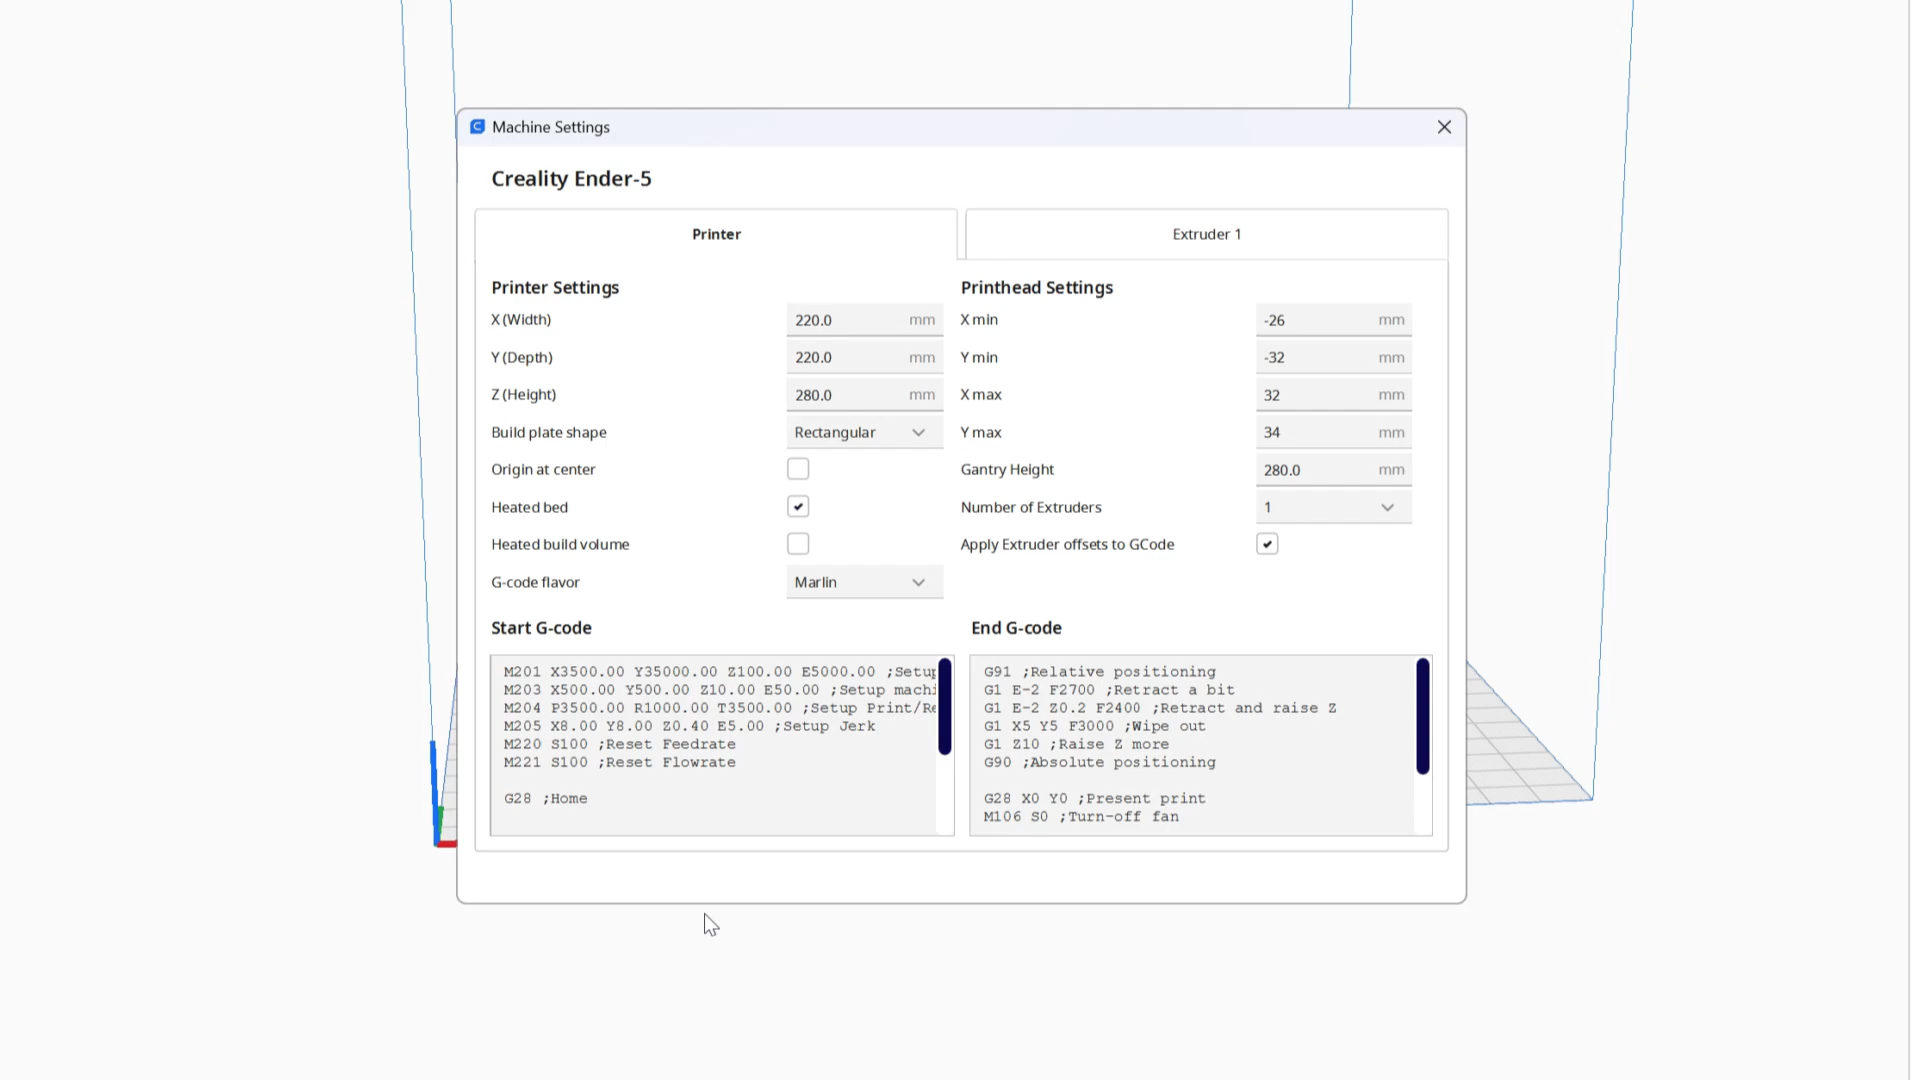 Machine Settings
Creality Ender-5
Printer
Extruder 1
Printer Settings
X (Width) 220.0 mm
Y (Depth) 220.0 mm
Z (Height) 280.0 mm
Build plate shape Rectangular
Origin at center
Heated bed
Heated build volume
G-code flavor Marlin
Printhead Settings
X min -26 mm
Y min -32 mm
X max 32 mm
Y max 34 mm
Gantry Height 280.0 mm
Number of Extruders 1
Apply Extruder offsets to GCode
Start G-code
M201 X3500.00 Y35000.00 Z100.00 E5000.00 ;Setup
M203 X500.00 Y500.00 Z10.00 E50.00 ;Setup machi
M204 P3500.00 R1000.00 T3500.00 ;Setup Print/Re
M205 X8.00 Y8.00 Z0.40 E5.00 ;Setup Jerk
M220 S100 ;Reset Feedrate
M221 S100 ;Reset Flowrate
G28 ;Home
End G-code
G91 ;Relative positioning
G1 E-2 F2700 ;Retract a bit
G1 E-2 Z0.2 F2400 ;Retract and raise Z
G1 X5 Y5 F3000 ;Wipe out
G1 Z10 ;Raise Z more
G90 ;Absolute positioning
G28 X0 Y0 ;Present print
M106 S0 ;Turn-off fan